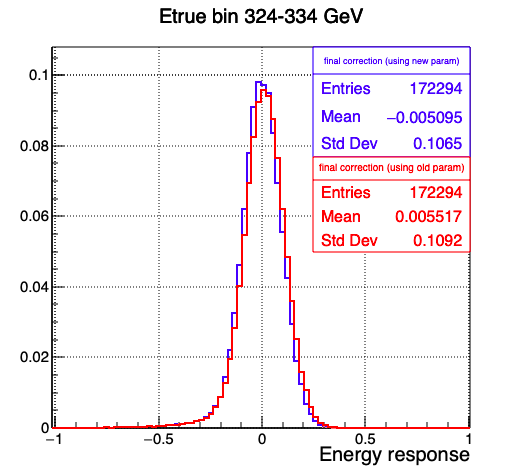 Etrue bin 324-334 GeV
final correction (using new param)
Entries 172294
Mean −0.005095
Std Dev 0.1065
final correction (using old param)
Entries 172294
Mean 0.005517
Std Dev 0.1092
0.1
0.08
0.06
0.04
0.02
0
−1 −0.5 0 0.5 1
Energy response